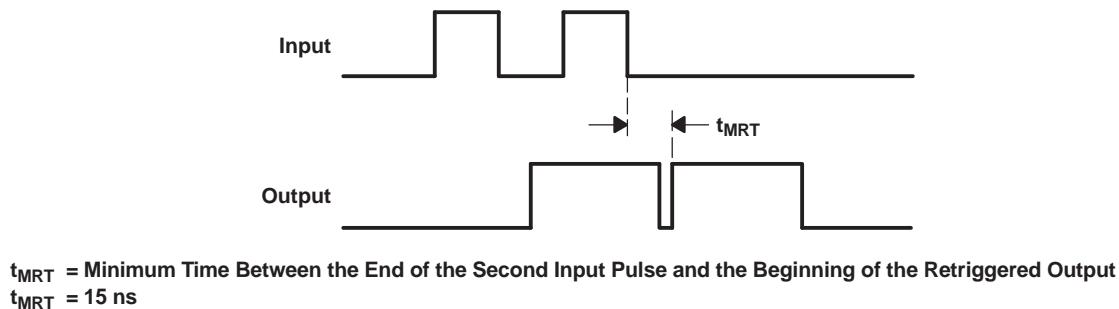 Input
tMRT
Output
tMRT = Minimum Time Between the End of the Second Input Pulse and the Beginning of the Retriggered Output
tMRT = 15 ns